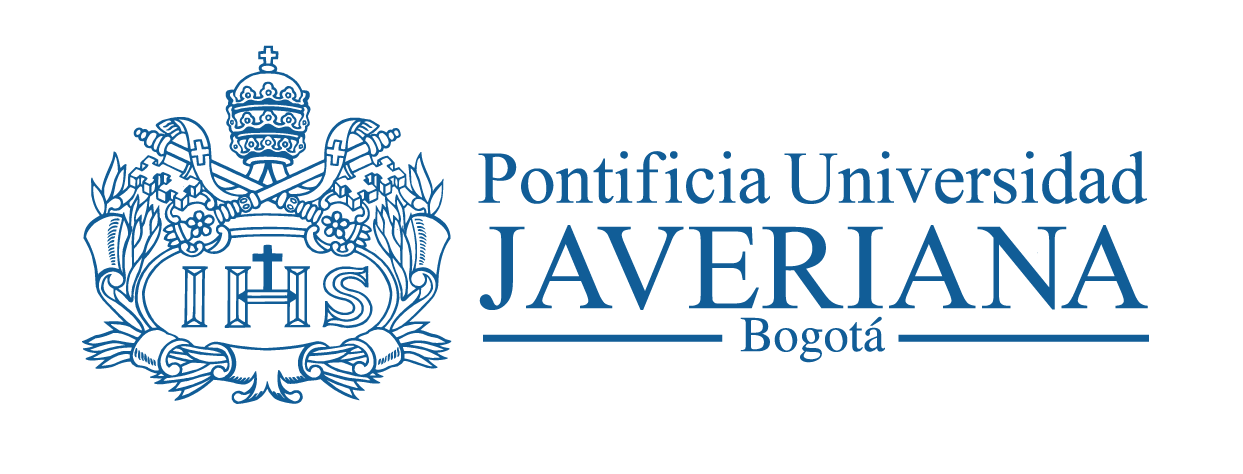 IHS
Pontificia Universidad
JAVERIANA
Bogotá